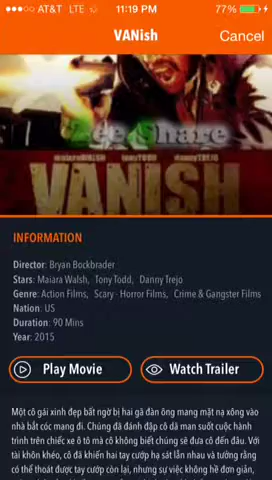 AT&T LTE 11:19 PM 77%
VANish Cancel
Zee Share
maiaraWALSH tonyTODD dannyTREJO
VANISH
INFORMATION
Director: Bryan Bockbrader
Stars: Maiara Walsh, Tony Todd, Danny Trejo
Genre: Action Films, Scary - Horror Films, Crime & Gangster Films
Nation: US
Duration: 90 Mins
Year: 2015
Play Movie Watch Trailer
Một cô gái xinh đẹp bất ngờ bị hai gã đàn ông mang mặt nạ xông vào
nhà bắt cóc mang đi. Chúng đã đánh đập cô dã man suốt cuộc hành
trình trên chiếc xe ô tô mà cô không biết chúng sẽ đưa cô đến đâu. Với
tài khôn khéo, cô đã khiến hai tay cướp hạ sát lẫn nhau và tưởng rằng
có thể thoát được tay cướp còn lại, nhưng sự việc không hề đơn giản,